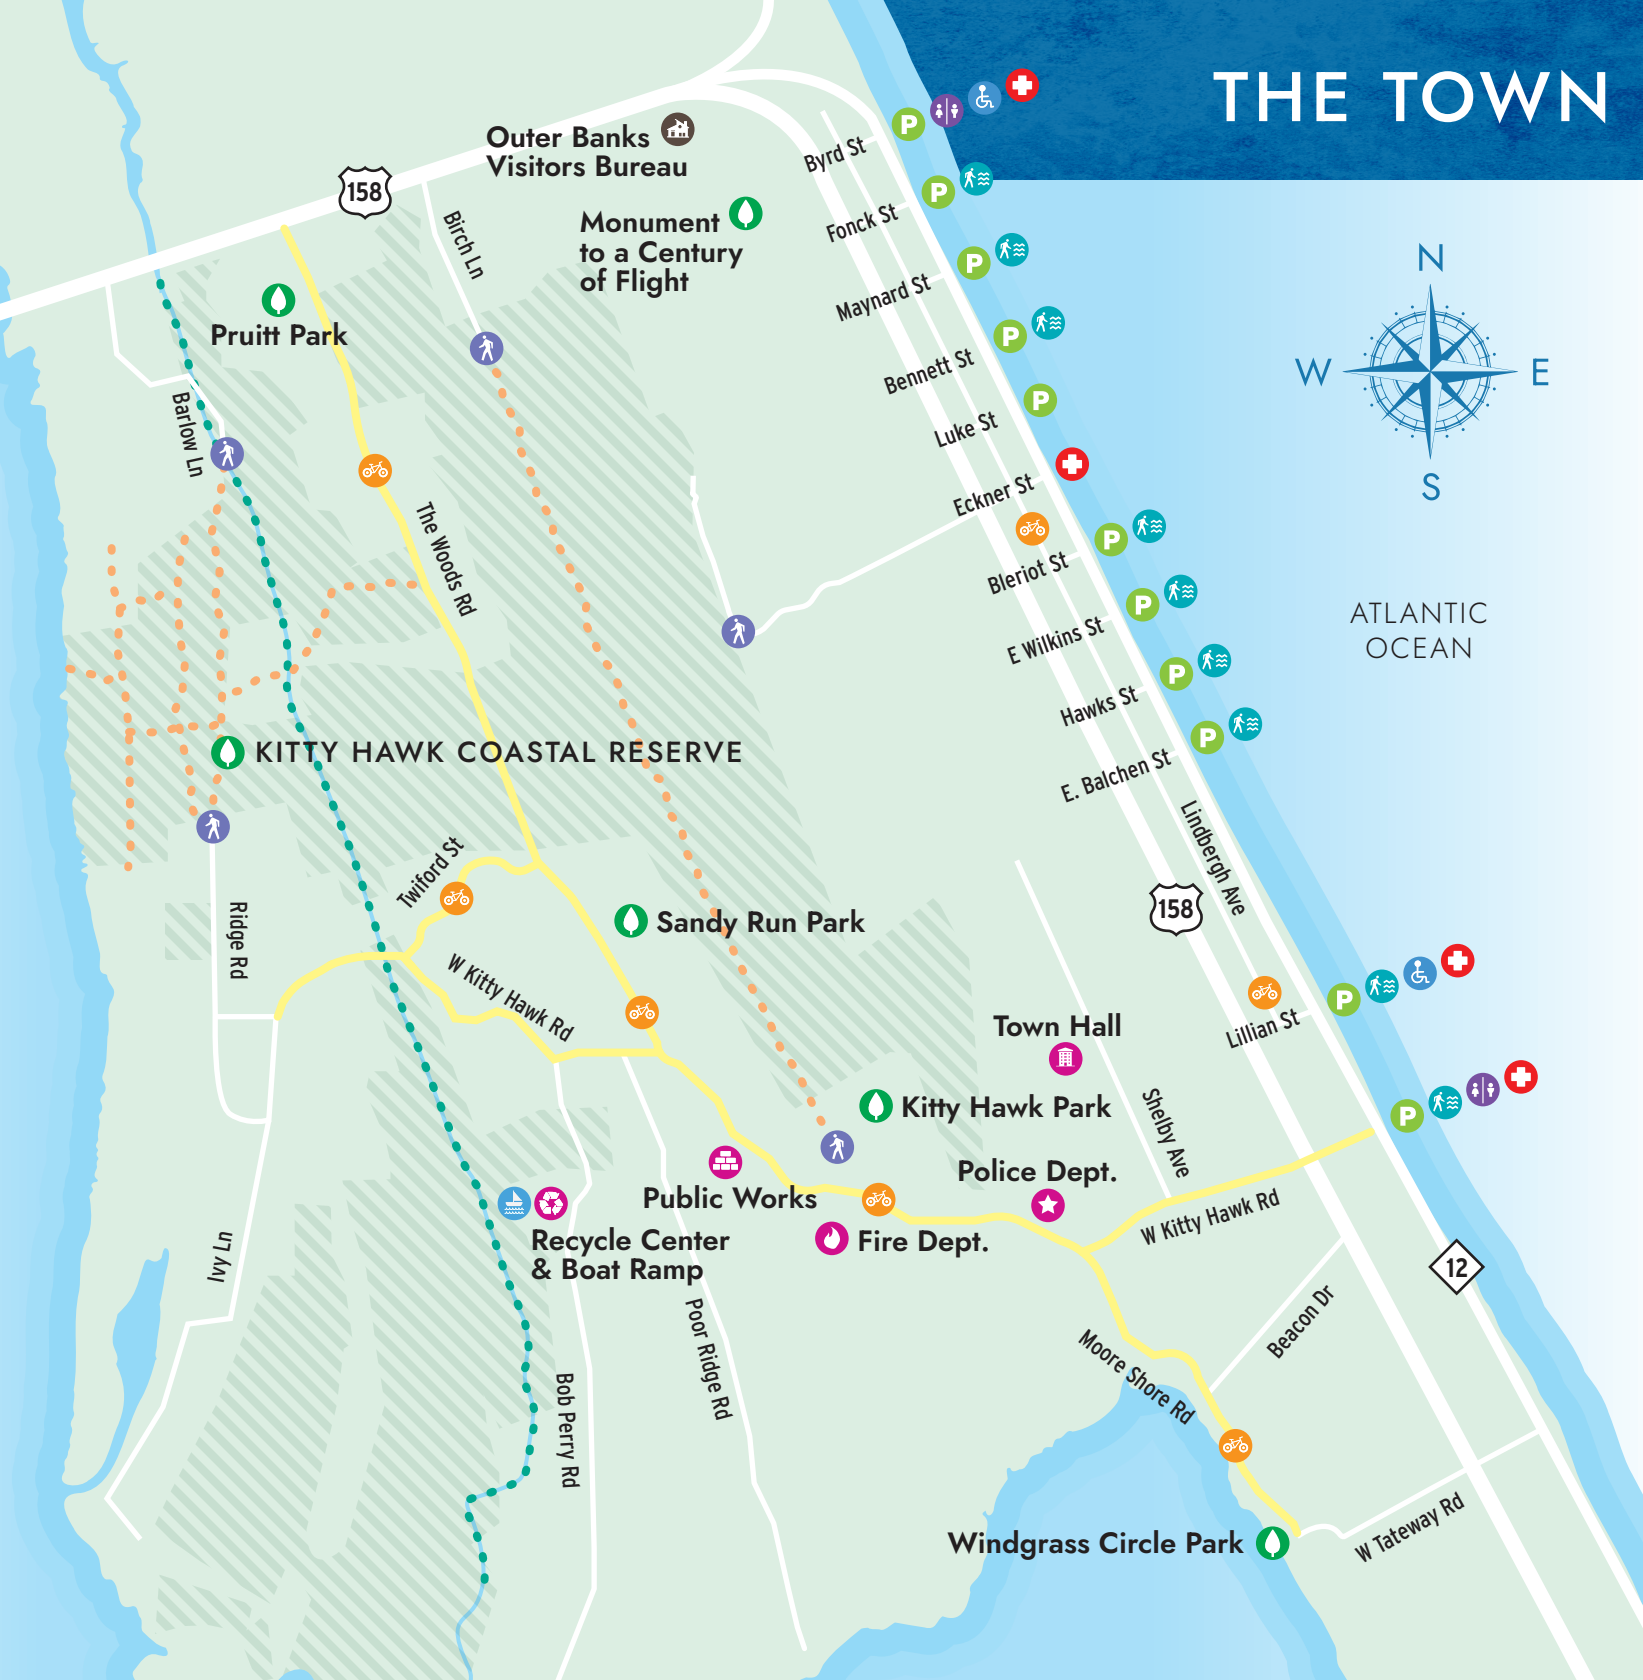 THE TOWN
Outer Banks
Visitors Bureau
158
Byrd St
P
Monument
to a Century
of Flight
Birch Ln
Fonck St
P
N
W
E
S
Maynard St
P
Pruitt Park
Bennett St
P
Barlow Ln
Luke St
P
Eckner St
The Woods Rd
Bleriot St
P
E Wilkins St
P
ATLANTIC
OCEAN
Hawks St
P
KITTY HAWK COASTAL RESERVE
E. Balchen St
P
Lindbergh Ave
Twiford St
158
Sandy Run Park
Ridge Rd
W Kitty Hawk Rd
Lillian St
P
Town Hall
Kitty Hawk Park
Shelby Ave
P
Police Dept.
Public Works
W Kitty Hawk Rd
Fire Dept.
Recycle Center
& Boat Ramp
Ivy Ln
12
Beacon Dr
Poor Ridge Rd
Moore Shore Rd
Bob Perry Rd
Windgrass Circle Park
W Tateway Rd